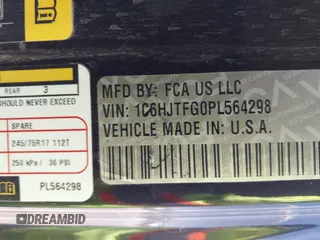 REAR 3
SHOULD NEVER EXCEED
245/75R17 112T
250 kPa / 36 PSI
PL564298
MFD BY: FCA US LLC
VIN: 1C6HJTFG0PL564298
VEHICLE MADE IN: U.S.A.
DREAMBID